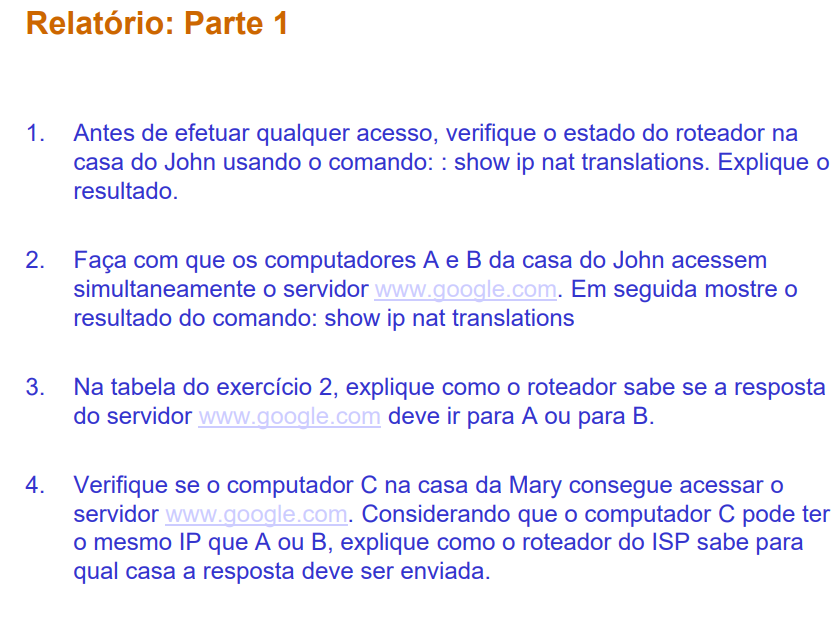 Relatório: Parte 1
1. Antes de efetuar qualquer acesso, verifique o estado do roteador na
casa do John usando o comando: : show ip nat translations. Explique o
resultado.
2. Faça com que os computadores A e B da casa do John acessem
simultaneamente o servidor www.google.com. Em seguida mostre o
resultado do comando: show ip nat translations
3. Na tabela do exercício 2, explique como o roteador sabe se a resposta
do servidor www.google.com deve ir para A ou para B.
4. Verifique se o computador C na casa da Mary consegue acessar o
servidor www.google.com. Considerando que o computador C pode ter
o mesmo IP que A ou B, explique como o roteador do ISP sabe para
qual casa a resposta deve ser enviada.